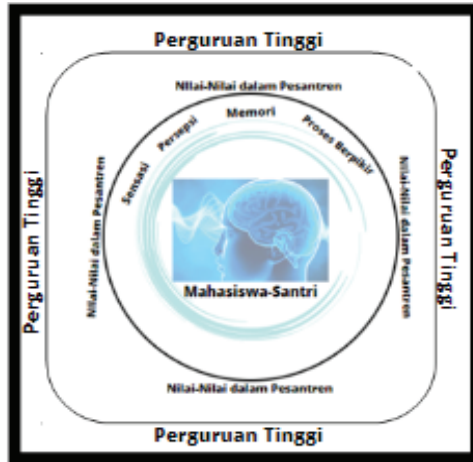 Perguruan Tinggi
NIlai-Nilai dalam Pesantren
Memori
Persepsi
Proses Berpikir
Sensasi
Perguruan Tinggi
Nilai-Nilai dalam Pesantren
Nilai-Nilai dalam Pesantren
Perguruan Tinggi
Mahasiswa-Santri
Nilai-Nilai dalam Pesantren
Perguruan Tinggi